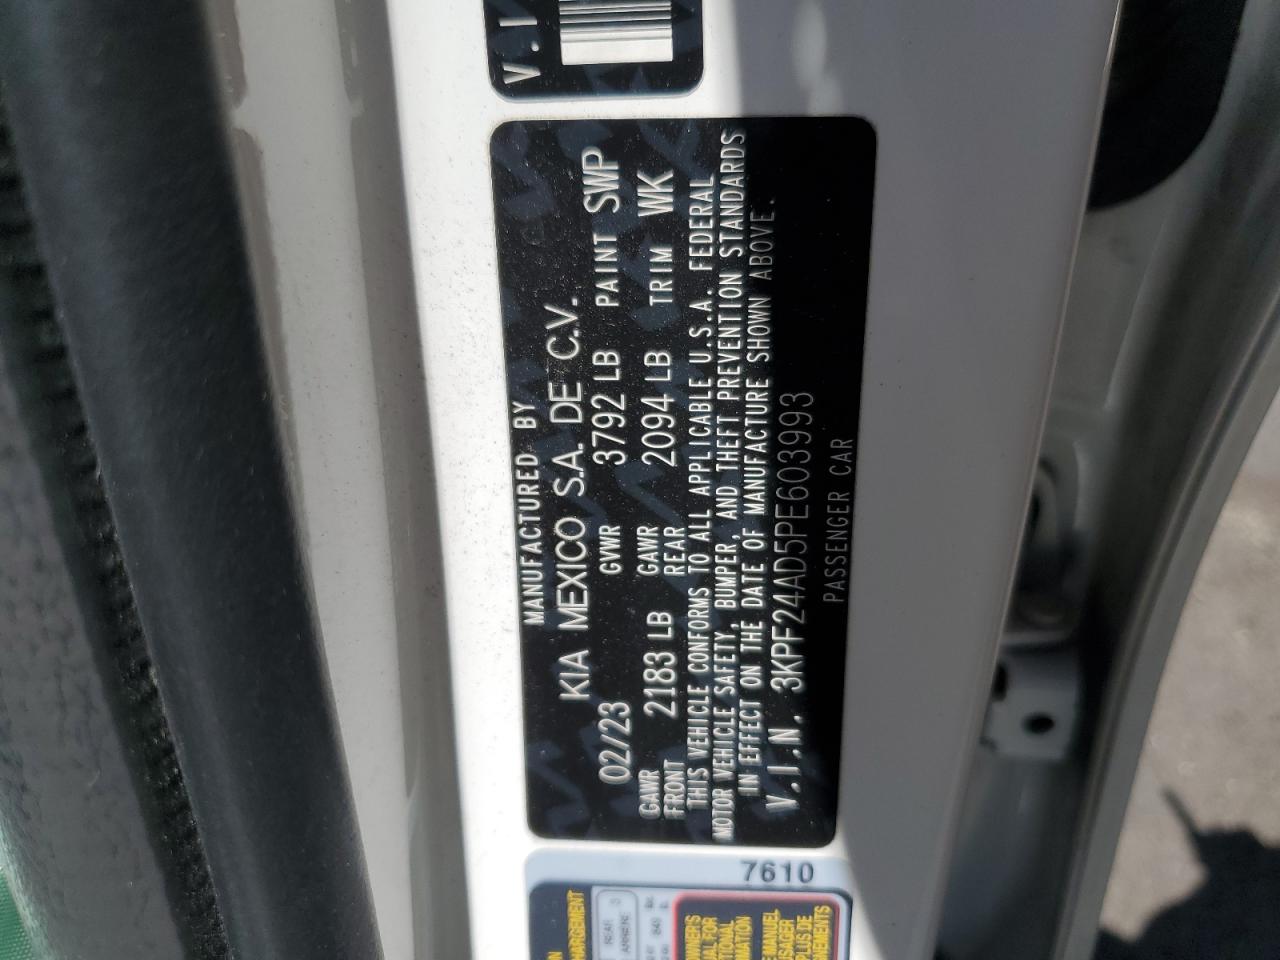 V.I
MANUFACTURED BY
KIA MEXICO S.A. DE C.V.
02/23 GVWR 3792 LB PAINT SWP
GAWR FRONT 2183 LB GAWR REAR 2094 LB TRIM WK
THIS VEHICLE CONFORMS TO ALL APPLICABLE U.S.A. FEDERAL
MOTOR VEHICLE SAFETY, BUMPER, AND THEFT PREVENTION STANDARDS
IN EFFECT ON THE DATE OF MANUFACTURE SHOWN ABOVE.
V.I.N. 3KPF24AD5PE603993
PASSENGER CAR
7610
REAR